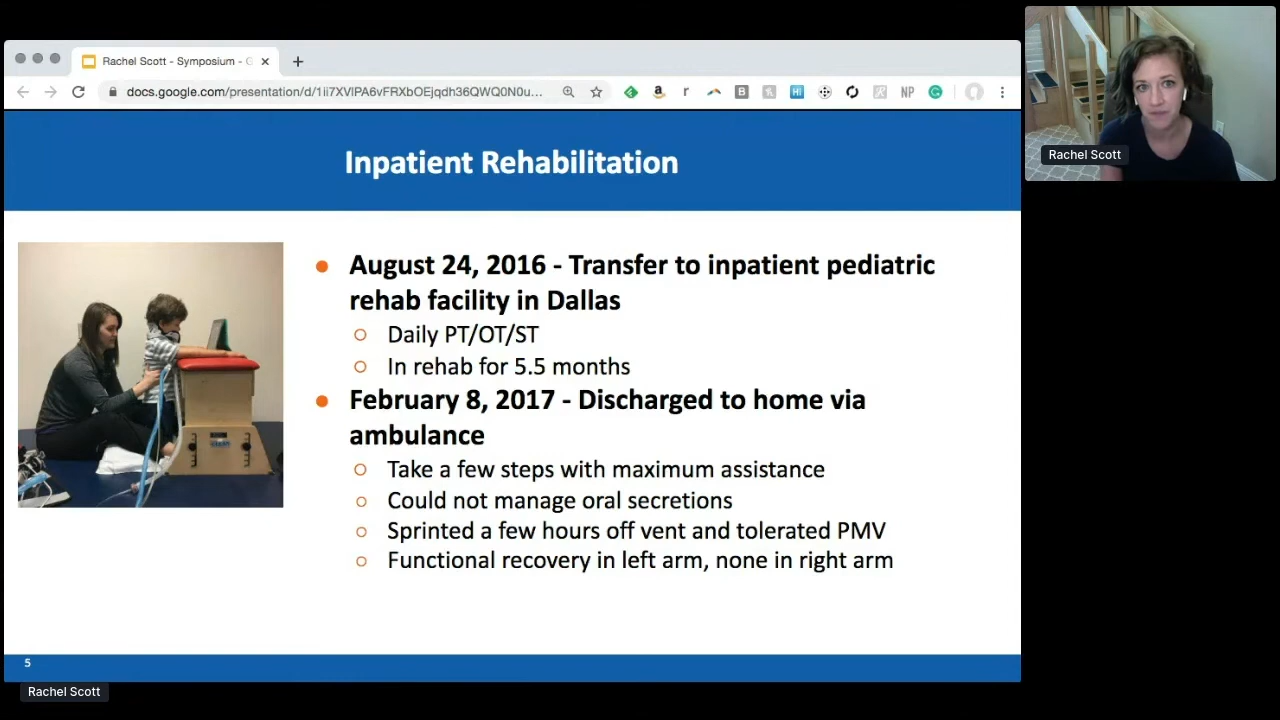 Rachel Scott - Symposium - G
docs.google.com/presentation/d/1ii7XVlPA6vFRXbOEjqdh36QWQ0N0u...
Inpatient Rehabilitation
August 24, 2016 - Transfer to inpatient pediatric
rehab facility in Dallas
Daily PT/OT/ST
In rehab for 5.5 months
February 8, 2017 - Discharged to home via
ambulance
Take a few steps with maximum assistance
Could not manage oral secretions
Sprinted a few hours off vent and tolerated PMV
Functional recovery in left arm, none in right arm
5
Rachel Scott
Rachel Scott